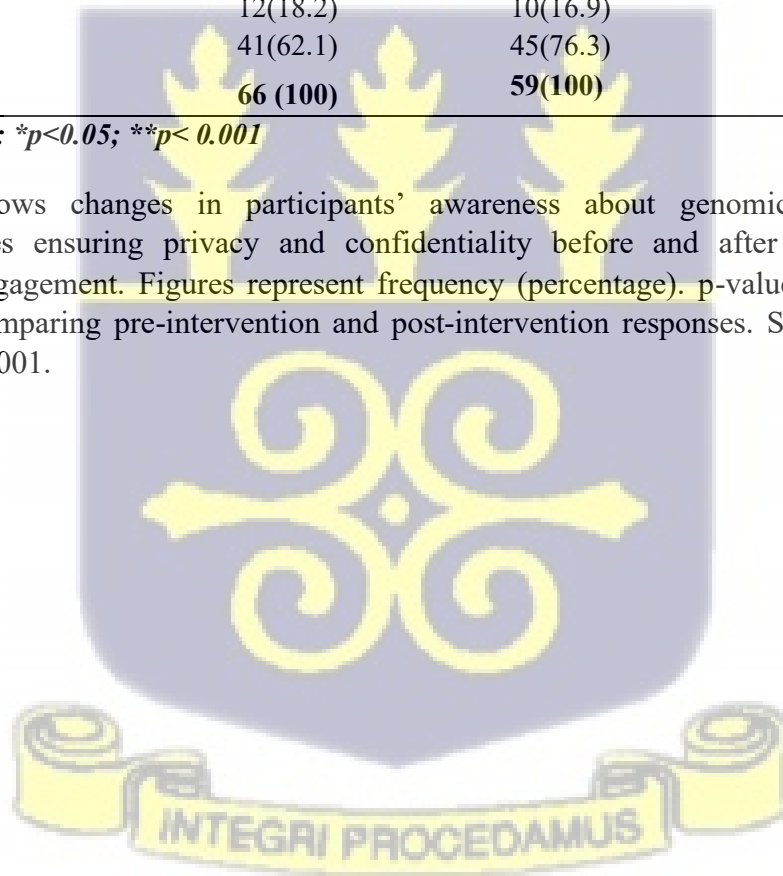 12(18.2) 10(16.9)
41(62.1) 45(76.3)
66 (100) 59(100)
: *p<0.05; **p< 0.001
ows changes in participants’ awareness about genomic
es ensuring privacy and confidentiality before and after
gagement. Figures represent frequency (percentage). p-value
mparing pre-intervention and post-intervention responses. S
001.
INTEGRI PROCEDAMUS